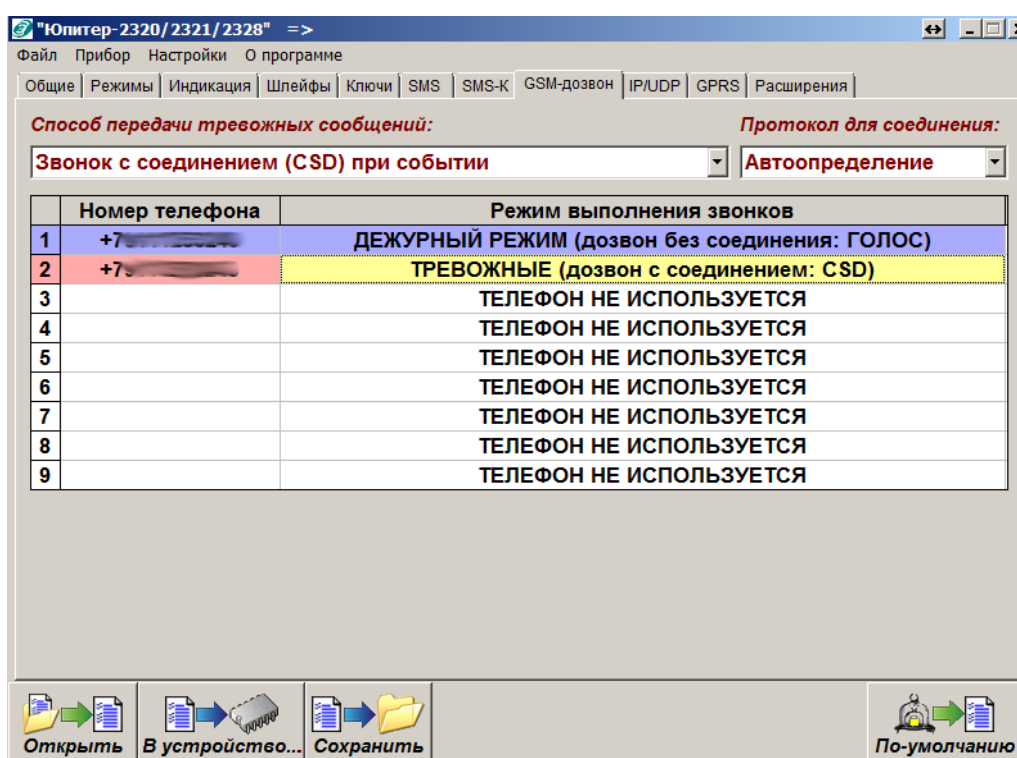 "Юпитер-2320/2321/2328" =>
Файл Прибор Настройки О программе
Общие Режимы Индикация Шлейфы Ключи SMS SMS-K GSM-дозвон IP/UDP GPRS Расширения
Способ передачи тревожных сообщений: Протокол для соединения:
Звонок с соединением (CSD) при событии Автоопределение
Номер телефона Режим выполнения звонков
1 +7 ДЕЖУРНЫЙ РЕЖИМ (дозвон без соединения: ГОЛОС)
2 +7 ТРЕВОЖНЫЕ (дозвон с соединением: CSD)
3 ТЕЛЕФОН НЕ ИСПОЛЬЗУЕТСЯ
4 ТЕЛЕФОН НЕ ИСПОЛЬЗУЕТСЯ
5 ТЕЛЕФОН НЕ ИСПОЛЬЗУЕТСЯ
6 ТЕЛЕФОН НЕ ИСПОЛЬЗУЕТСЯ
7 ТЕЛЕФОН НЕ ИСПОЛЬЗУЕТСЯ
8 ТЕЛЕФОН НЕ ИСПОЛЬЗУЕТСЯ
9 ТЕЛЕФОН НЕ ИСПОЛЬЗУЕТСЯ
Открыть В устройство... Сохранить По-умолчанию